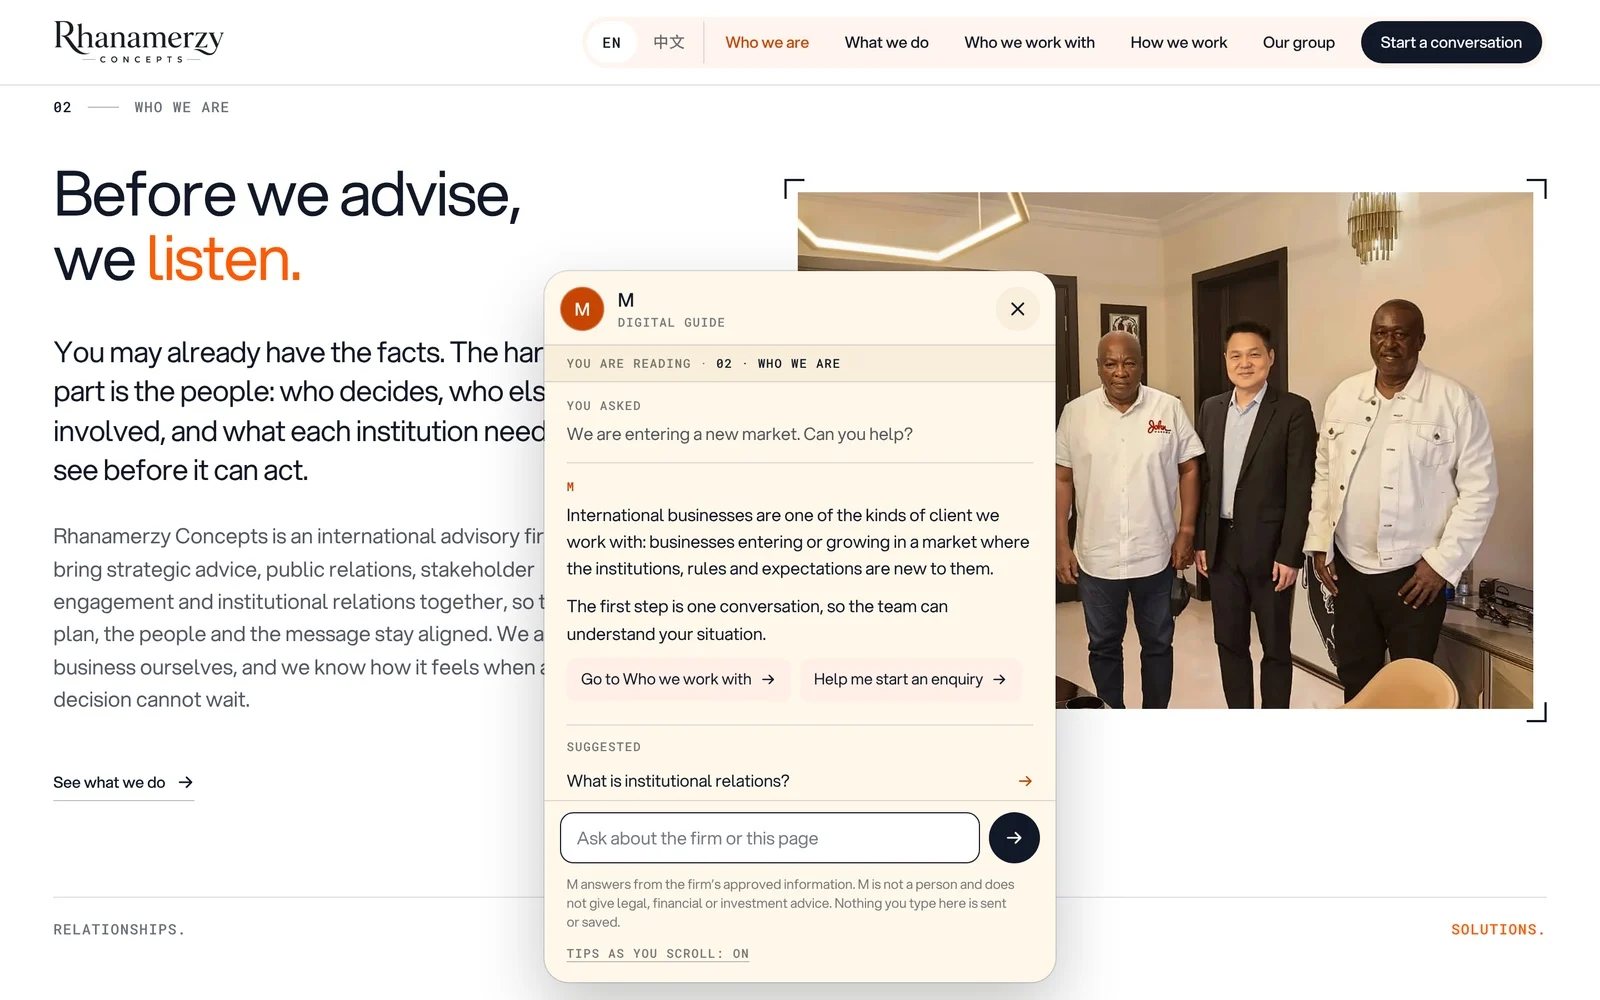 Rhanamerzy
CONCEPTS
EN
中文
Who we are
What we do
Who we work with
How we work
Our group
Start a conversation
02
WHO WE ARE
Before we advise,
we listen.
You may already have the facts. The har
part is the people: who decides, who els
involved, and what each institution need
see before it can act.
Rhanamerzy Concepts is an international advisory fir
bring strategic advice, public relations, stakeholder
engagement and institutional relations together, so t
plan, the people and the message stay aligned. We a
business ourselves, and we know how it feels when a
decision cannot wait.
See what we do →
John
M
M
DIGITAL GUIDE
YOU ARE READING · 02 · WHO WE ARE
YOU ASKED
We are entering a new market. Can you help?
M
International businesses are one of the kinds of client we
work with: businesses entering or growing in a market where
the institutions, rules and expectations are new to them.
The first step is one conversation, so the team can
understand your situation.
Go to Who we work with →
Help me start an enquiry →
SUGGESTED
What is institutional relations? →
Ask about the firm or this page
M answers from the firm's approved information. M is not a person and does
not give legal, financial or investment advice. Nothing you type here is sent
or saved.
TIPS AS YOU SCROLL: ON
RELATIONSHIPS.
SOLUTIONS.